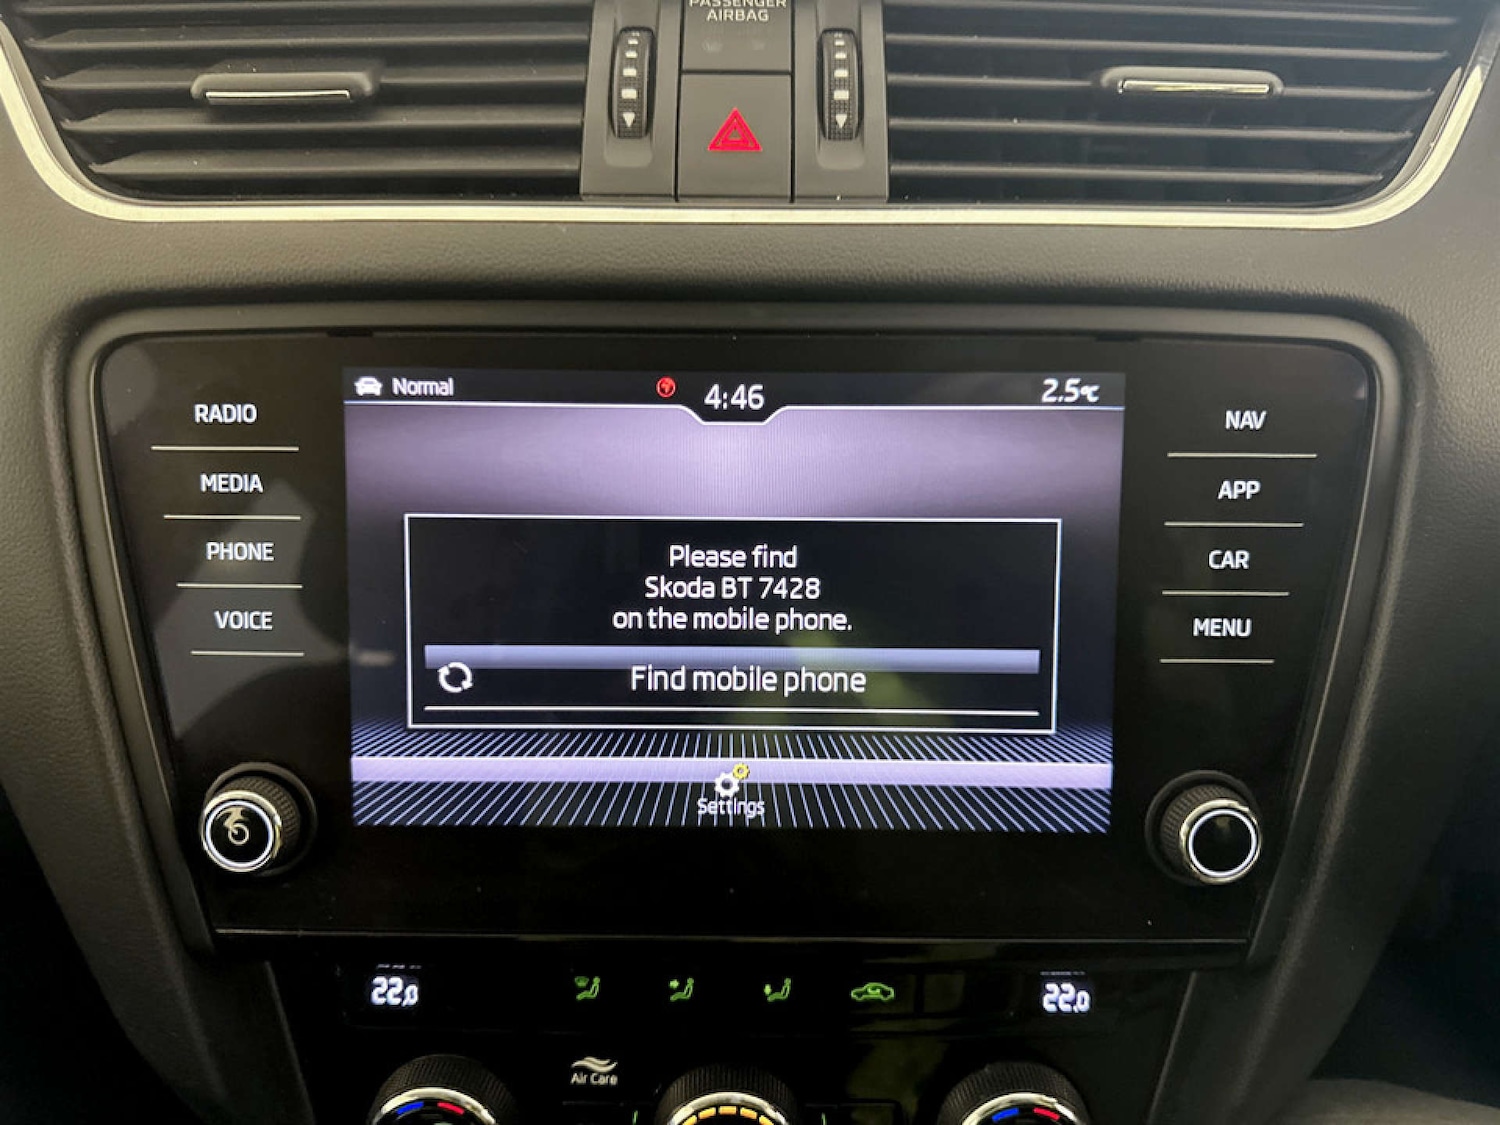 PASSENGER
AIRBAG
Normal
4:46
2.5°C
RADIO
MEDIA
PHONE
VOICE
NAV
APP
CAR
MENU
Please find
Skoda BT 7428
on the mobile phone.
Find mobile phone
Settings
22.0
22.0
Air Care